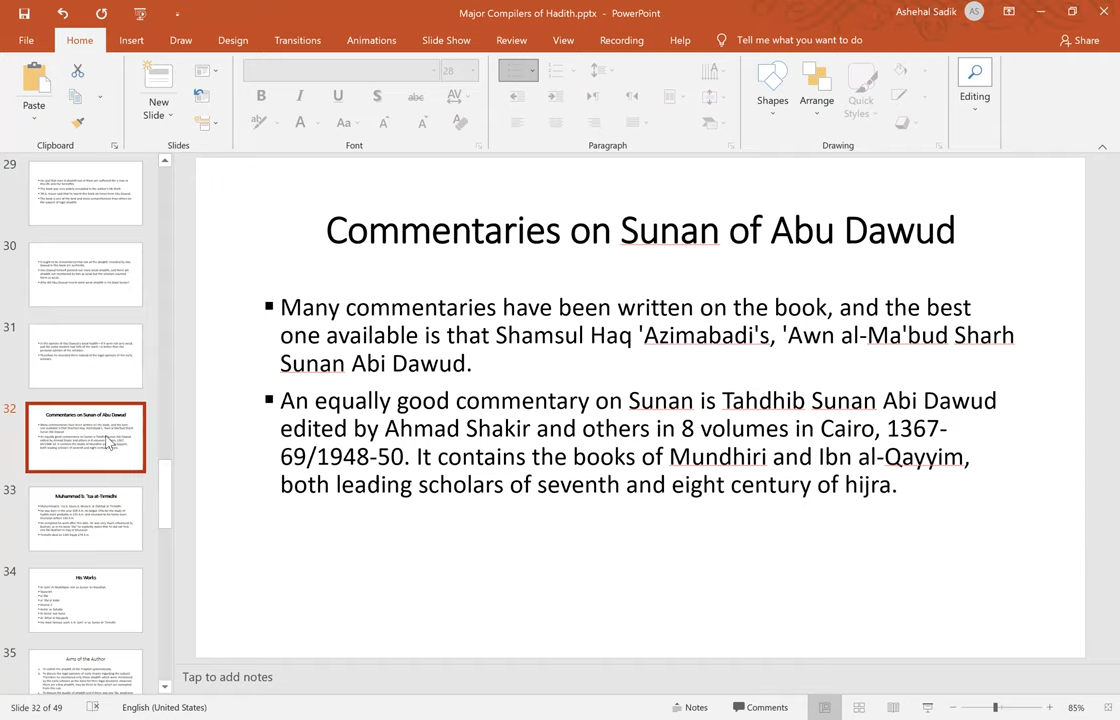 Major Compilers of Hadith.pptx - PowerPoint
Ashehal Sadik AS
File Home Insert Draw Design Transitions Animations Slide Show Review View Recording Help Tell me what you want to do Share
28
Paste
New
Slide
Shapes
Arrange
Quick
Styles
Editing
Clipboard
Slides
Font
Paragraph
Drawing
29
30
31
32
Commentaries on Sunan of Abu Dawud
33
Muhammad b. 'Isa at-Tirmidhi
34
His Works
35
Aims of the Author
Commentaries on Sunan of Abu Dawud
▪ Many commentaries have been written on the book, and the best
one available is that Shamsul Haq 'Azimabadi's, 'Awn al-Ma'bud Sharh
Sunan Abi Dawud.
▪ An equally good commentary on Sunan is Tahdhib Sunan Abi Dawud
edited by Ahmad Shakir and others in 8 volumes in Cairo, 1367-
69/1948-50. It contains the books of Mundhiri and Ibn al-Qayyim,
both leading scholars of seventh and eight century of hijra.
Tap to add notes
Slide 32 of 49
English (United States)
Notes
Comments
85%